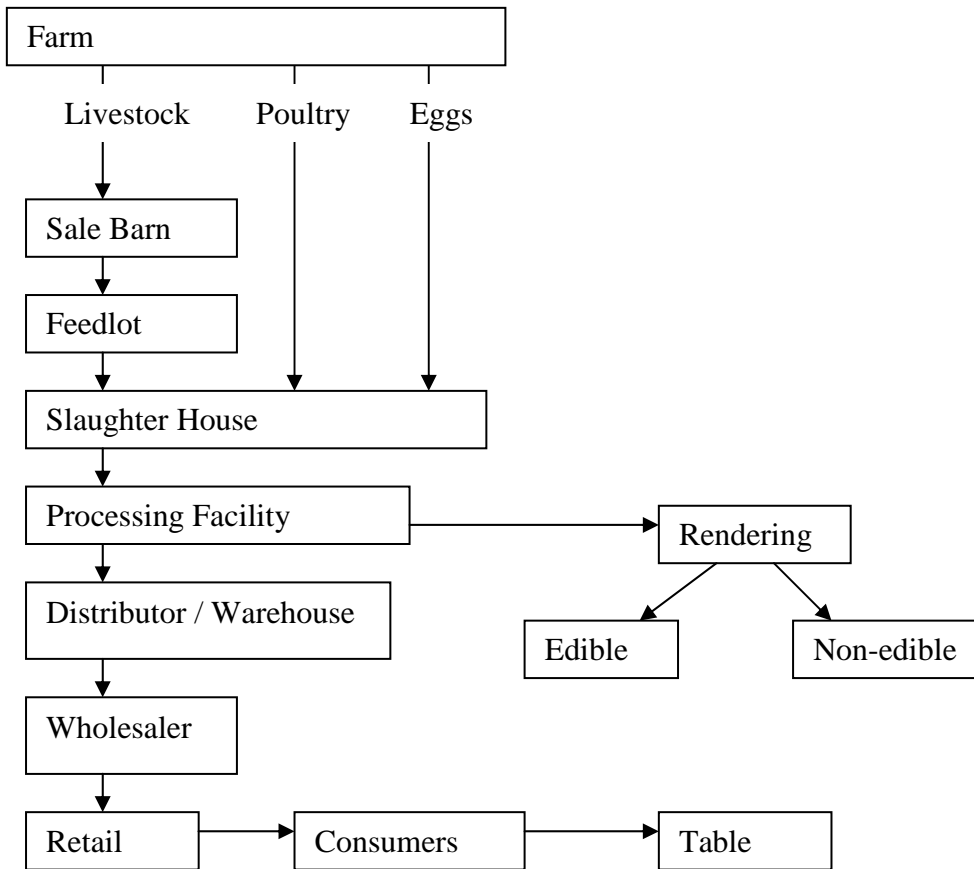 Farm
Livestock Poultry Eggs
Sale Barn
Feedlot
Slaughter House
Processing Facility
Rendering
Distributor / Warehouse
Edible Non-edible
Wholesaler
Retail Consumers Table